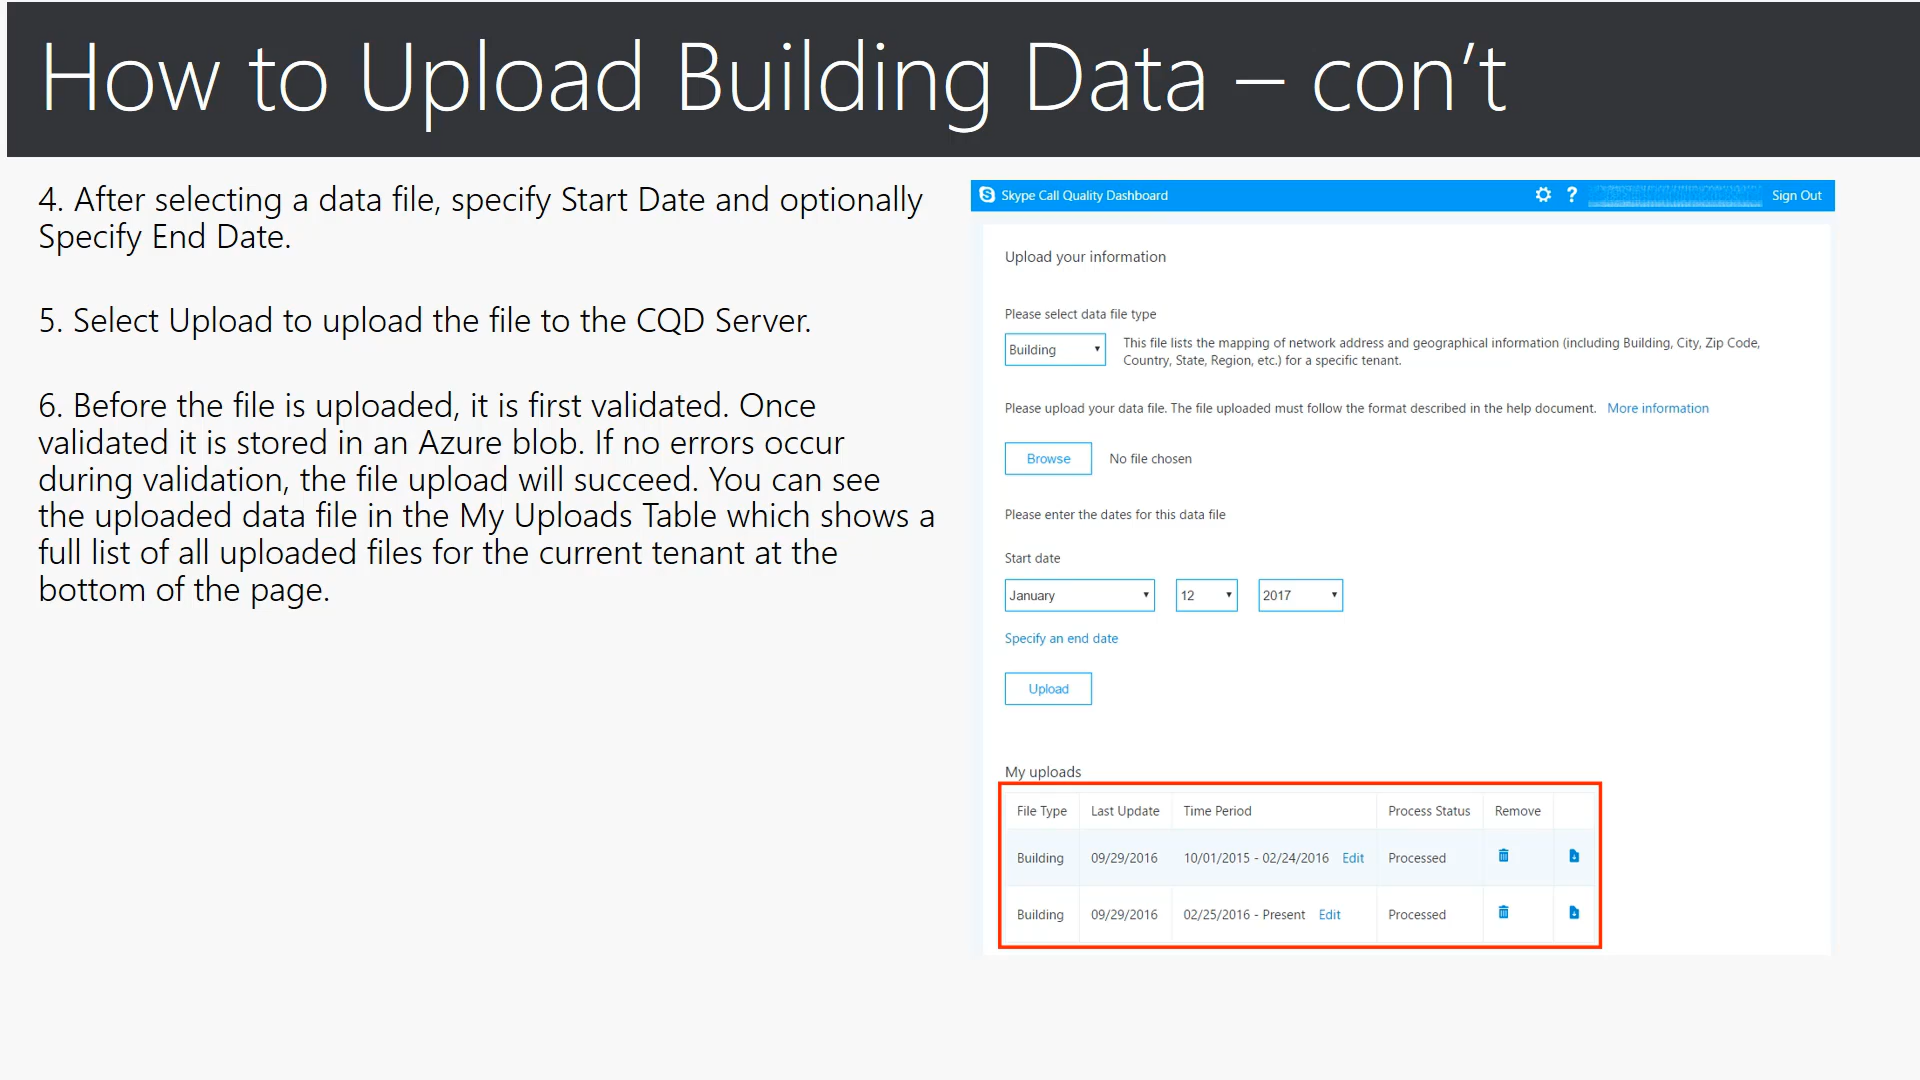 How to Upload Building Data – con’t
4. After selecting a data file, specify Start Date and optionally
Specify End Date.
5. Select Upload to upload the file to the CQD Server.
6. Before the file is uploaded, it is first validated. Once
validated it is stored in an Azure blob. If no errors occur
during validation, the file upload will succeed. You can see
the uploaded data file in the My Uploads Table which shows a
full list of all uploaded files for the current tenant at the
bottom of the page.
Skype Call Quality Dashboard ? Sign Out
Upload your information
Please select data file type
Building
This file lists the mapping of network address and geographical information (including Building, City, Zip Code,
Country, State, Region, etc.) for a specific tenant.
Please upload your data file. The file uploaded must follow the format described in the help document. More information
Browse No file chosen
Please enter the dates for this data file
Start date
January 12 2017
Specify an end date
Upload
My uploads
File Type Last Update Time Period Process Status Remove
Building 09/29/2016 10/01/2015 - 02/24/2016 Edit Processed
Building 09/29/2016 02/25/2016 - Present Edit Processed